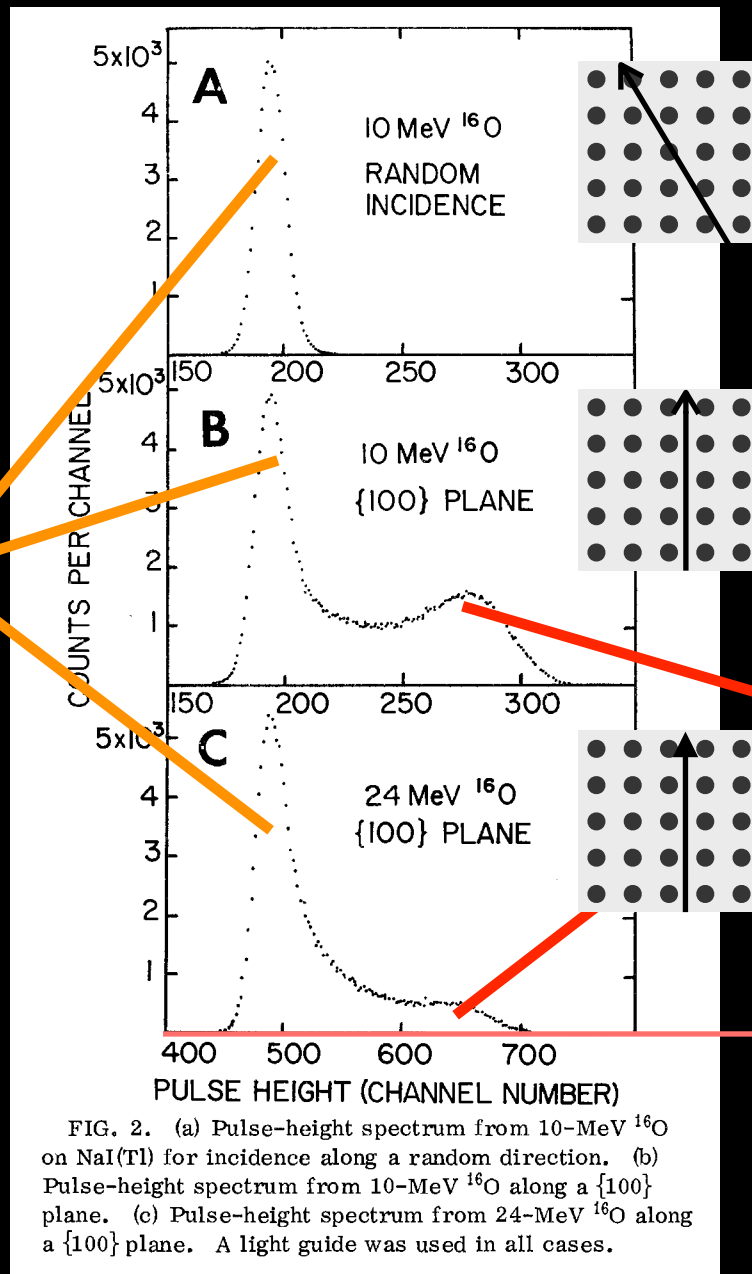 5x10³
A
4
10 MeV ¹⁶O
3
RANDOM
INCIDENCE
2
1
150 200 250 300
5x10³
B
4
10 MeV ¹⁶O
3
{100} PLANE
2
1
COUNTS PER CHANNEL
150 200 250 300
5x10³
C
4
24 MeV ¹⁶O
{100} PLANE
3
2
1
400 500 600 700
PULSE HEIGHT (CHANNEL NUMBER)
FIG. 2. (a) Pulse-height spectrum from 10-MeV ¹⁶O
on NaI(Tl) for incidence along a random direction. (b)
Pulse-height spectrum from 10-MeV ¹⁶O along a {100}
plane. (c) Pulse-height spectrum from 24-MeV ¹⁶O along
a {100} plane. A light guide was used in all cases.